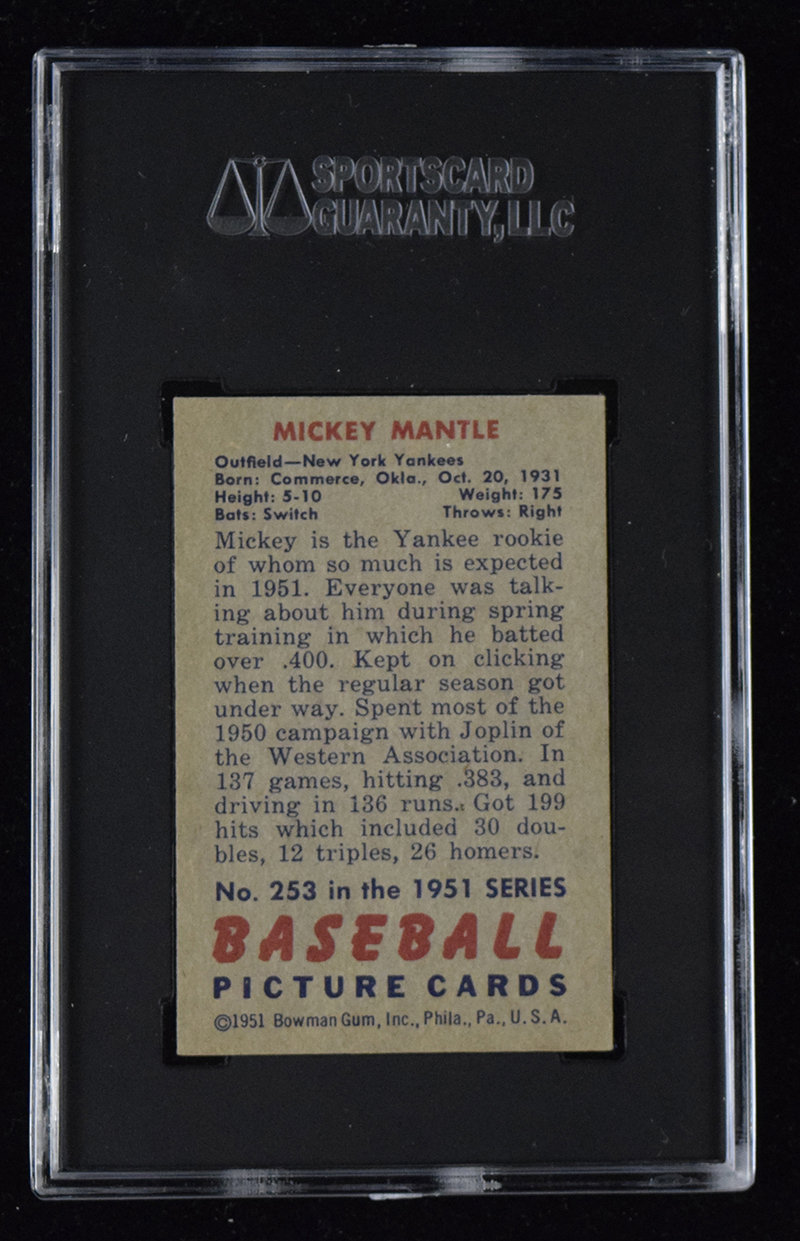 SPORTSCARD
GUARANTY, LLC
MICKEY MANTLE
Outfield—New York Yankees
Born: Commerce, Okla., Oct. 20, 1931
Height: 5-10 Weight: 175
Bats: Switch Throws: Right
Mickey is the Yankee rookie
of whom so much is expected
in 1951. Everyone was talk-
ing about him during spring
training in which he batted
over .400. Kept on clicking
when the regular season got
under way. Spent most of the
1950 campaign with Joplin of
the Western Association. In
137 games, hitting .383, and
driving in 136 runs. Got 199
hits which included 30 dou-
bles, 12 triples, 26 homers.
No. 253 in the 1951 SERIES
BASEBALL
PICTURE CARDS
©1951 Bowman Gum, Inc., Phila., Pa., U. S. A.